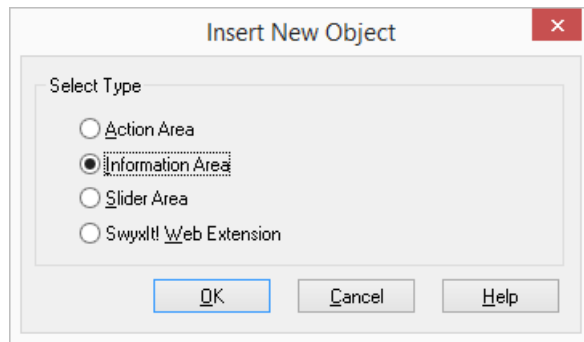 Insert New Object
Select Type
Action Area
Information Area
Slider Area
SwyxIt! Web Extension
OK Cancel Help